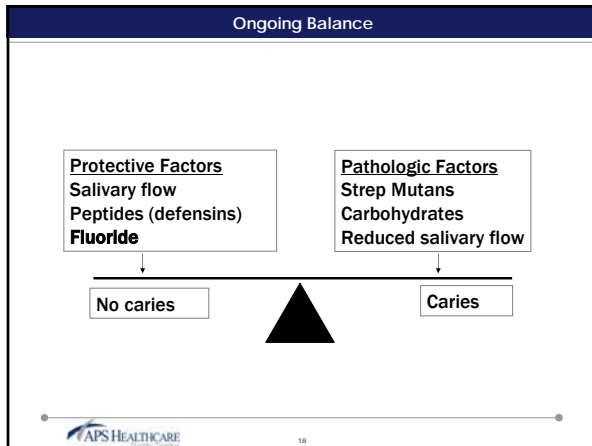 Ongoing Balance
Protective Factors
Salivary flow
Peptides (defensins)
Fluoride
Pathologic Factors
Strep Mutans
Carbohydrates
Reduced salivary flow
No caries
Caries
APS HEALTHCARE
18